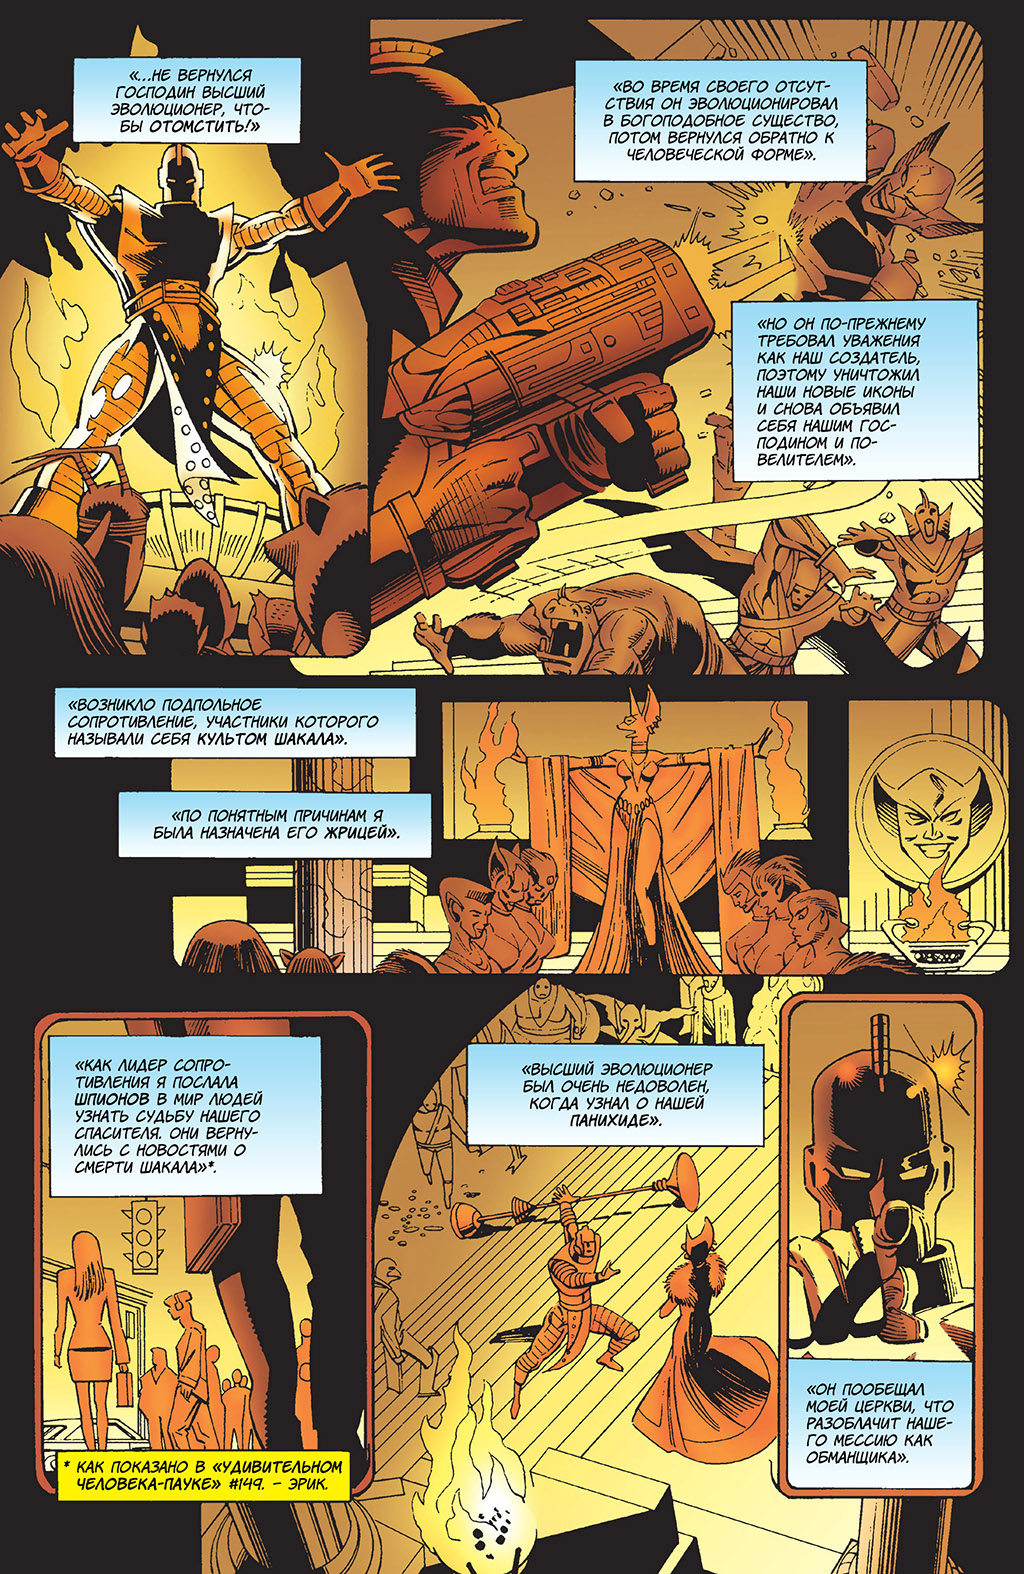 «...НЕ ВЕРНУЛСЯ
ГОСПОДИН ВЫСШИЙ
ЭВОЛЮЦИОНЕР, ЧТО-
БЫ ОТОМСТИТЬ!»
«ВО ВРЕМЯ СВОЕГО ОТСУТ-
СТВИЯ ОН ЭВОЛЮЦИОНИРОВАЛ
В БОГОПОДОБНОЕ СУЩЕСТВО,
ПОТОМ ВЕРНУЛСЯ ОБРАТНО К
ЧЕЛОВЕЧЕСКОЙ ФОРМЕ».
«НО ОН ПО-ПРЕЖНЕМУ
ТРЕБОВАЛ УВАЖЕНИЯ
КАК НАШ СОЗДАТЕЛЬ,
ПОЭТОМУ УНИЧТОЖИЛ
НАШИ НОВЫЕ ИКОНЫ
И СНОВА ОБЪЯВИЛ
СЕБЯ НАШИМ ГОС-
ПОДИНОМ И ПО-
ВЕЛИТЕЛЕМ».
«ВОЗНИКЛО ПОДПОЛЬНОЕ
СОПРОТИВЛЕНИЕ, УЧАСТНИКИ КОТОРОГО
НАЗЫВАЛИ СЕБЯ КУЛЬТОМ ШАКАЛА».
«ПО ПОНЯТНЫМ ПРИЧИНАМ Я
БЫЛА НАЗНАЧЕНА ЕГО ЖРИЦЕЙ».
«КАК ЛИДЕР СОПРО-
ТИВЛЕНИЯ Я ПОСЛАЛА
ШПИОНОВ В МИР ЛЮДЕЙ
УЗНАТЬ СУДЬБУ НАШЕГО
СПАСИТЕЛЯ. ОНИ ВЕРНУ-
ЛИСЬ С НОВОСТЯМИ О
СМЕРТИ ШАКАЛА»*.
* КАК ПОКАЗАНО В «УДИВИТЕЛЬНОМ
ЧЕЛОВЕКА-ПАУКЕ» #149. – ЭРИК.
«ВЫСШИЙ ЭВОЛЮЦИОНЕР
БЫЛ ОЧЕНЬ НЕДОВОЛЕН,
КОГДА УЗНАЛ О НАШЕЙ
ПАНИХИДЕ».
«ОН ПООБЕЩАЛ
МОЕЙ ЦЕРКВИ, ЧТО
РАЗОБЛАЧИТ НАШЕ-
ГО МЕССИЮ КАК
ОБМАНЩИКА».